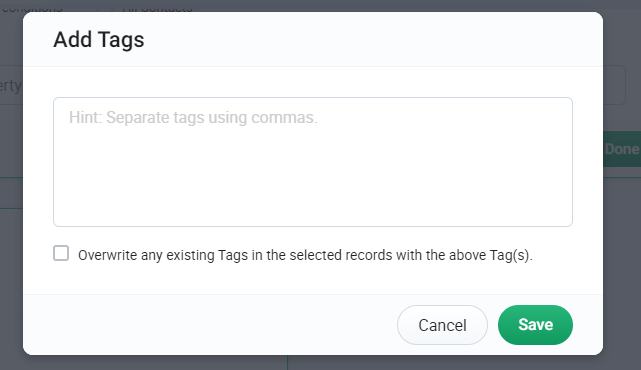 Add Tags
erty
Hint: Separate tags using commas.
Done
Overwrite any existing Tags in the selected records with the above Tag(s).
Cancel
Save